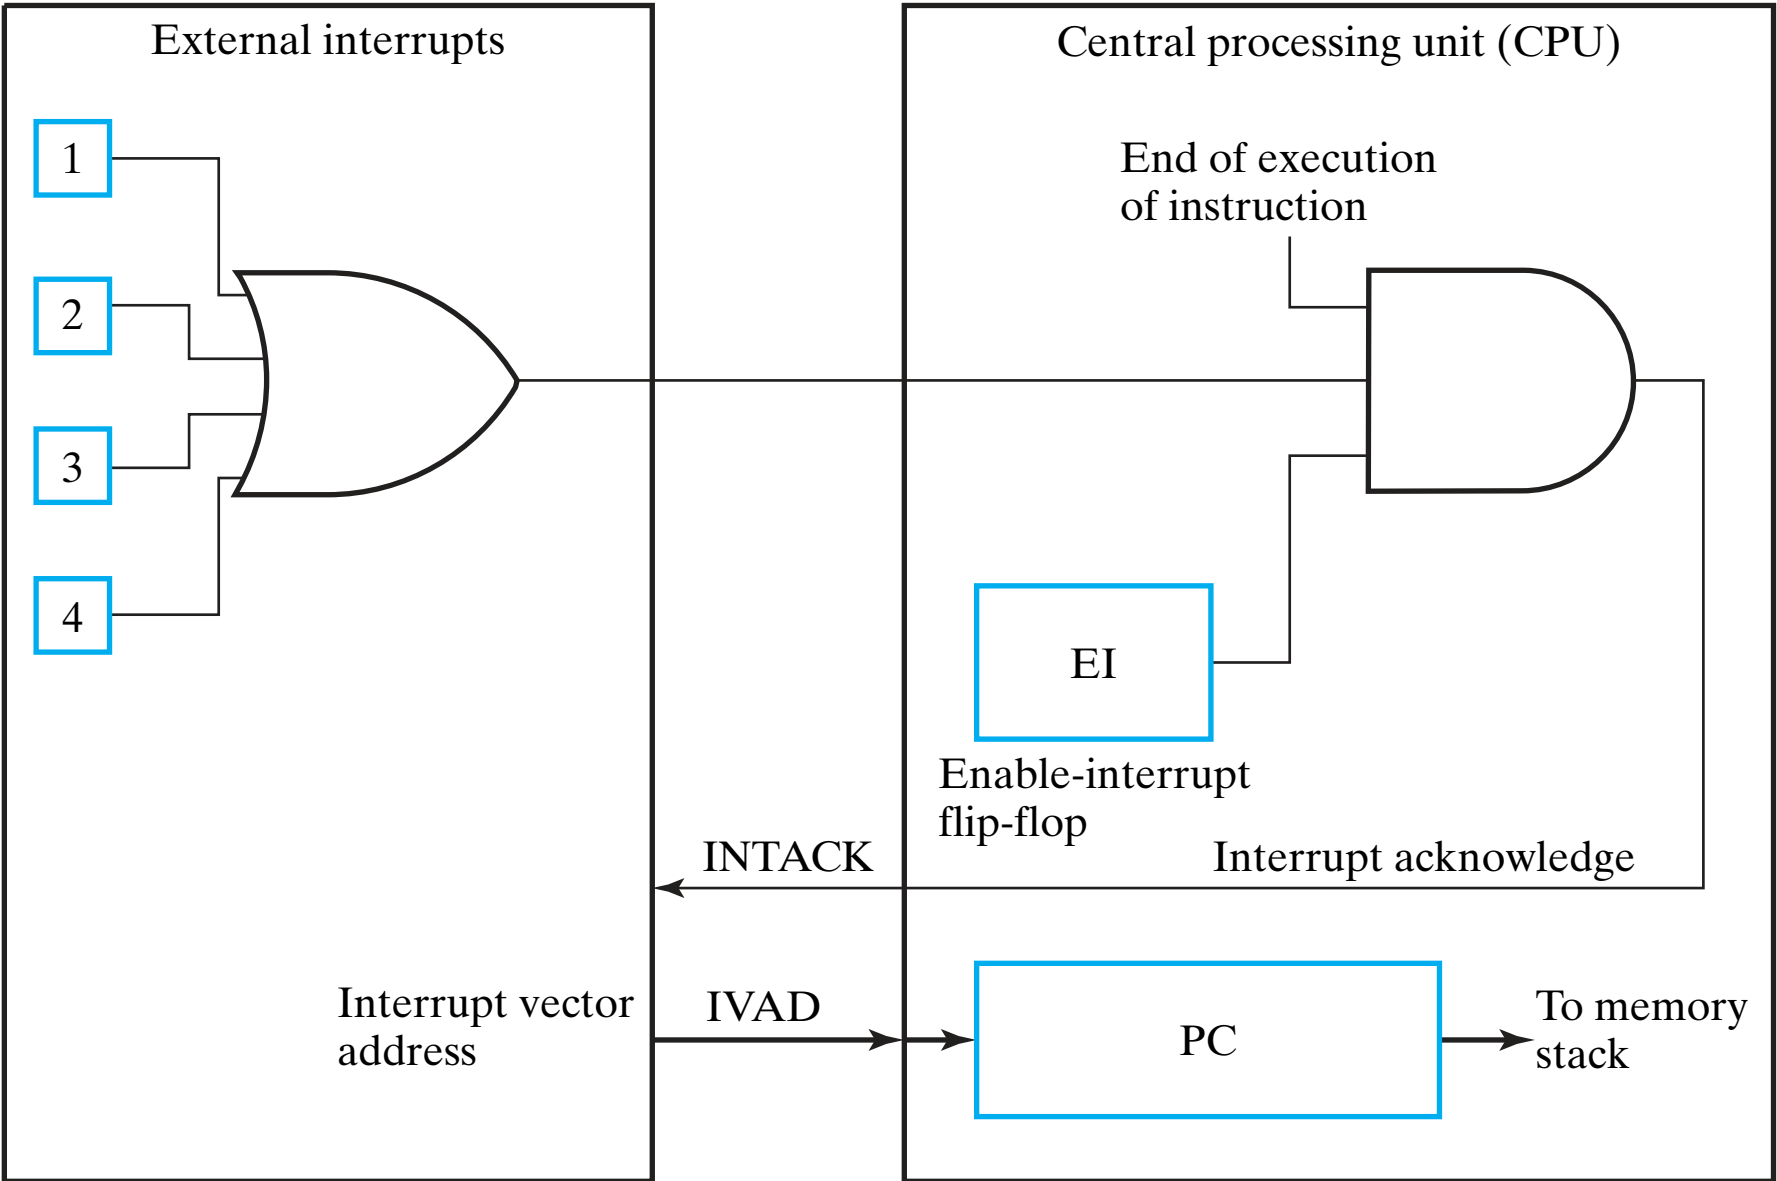 External interrupts
1
2
3
4
Interrupt vector
address
INTACK
IVAD
Central processing unit (CPU)
End of execution
of instruction
EI
Enable-interrupt
flip-flop
Interrupt acknowledge
PC
To memory
stack